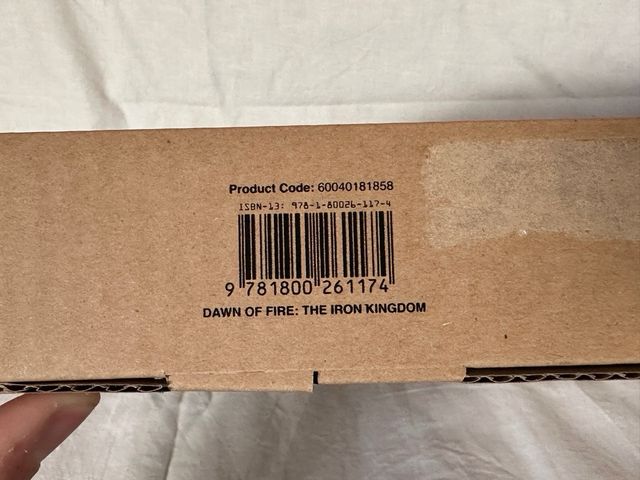 Product Code: 60040181858
ISBN-13: 978-1-80026-117-4
9 781800 261174
DAWN OF FIRE: THE IRON KINGDOM